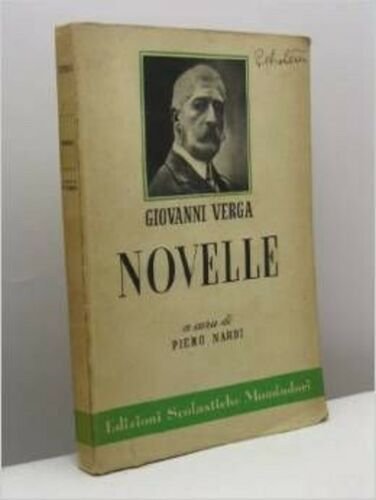 GIOVANNI VERGA
NOVELLE
a cura di
PIERO NARDI
Edizioni Scolastiche Mondadori